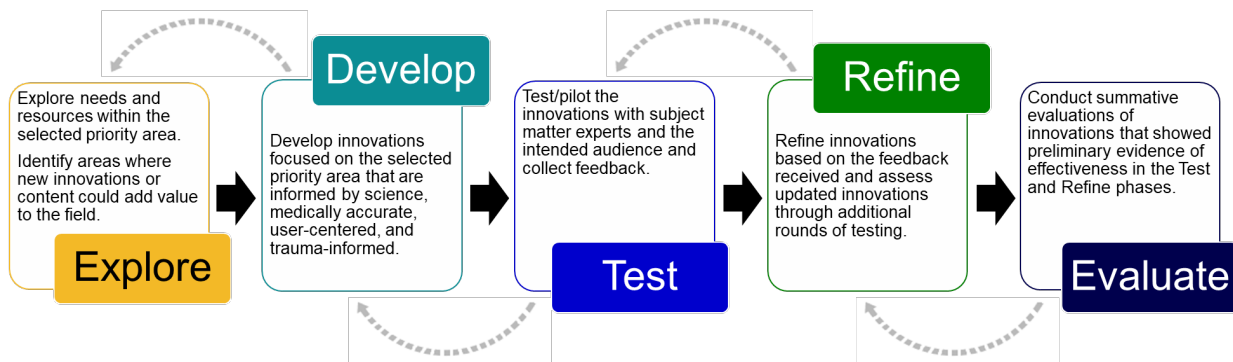 Explore needs and
resources within the
selected priority area.
Identify areas where
new innovations or
content could add value
to the field.
Explore
Develop
Develop innovations
focused on the selected
priority area that are
informed by science,
medically accurate,
user-centered, and
trauma-informed.
Test/pilot the
innovations with subject
matter experts and the
intended audience and
collect feedback.
Test
Refine
Refine innovations
based on the feedback
received and assess
updated innovations
through additional
rounds of testing.
Conduct summative
evaluations of
innovations that showed
preliminary evidence of
effectiveness in the Test
and Refine phases.
Evaluate